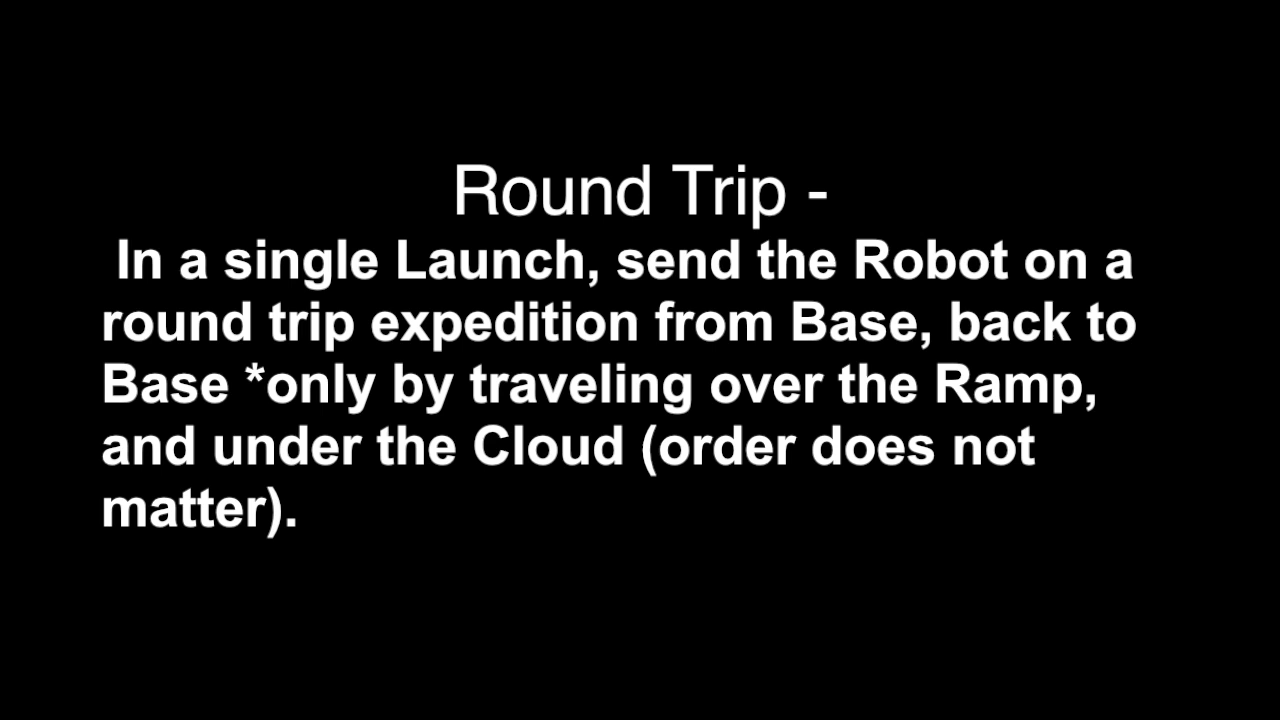 Round Trip -
In a single Launch, send the Robot on a
round trip expedition from Base, back to
Base *only by traveling over the Ramp,
and under the Cloud (order does not
matter).